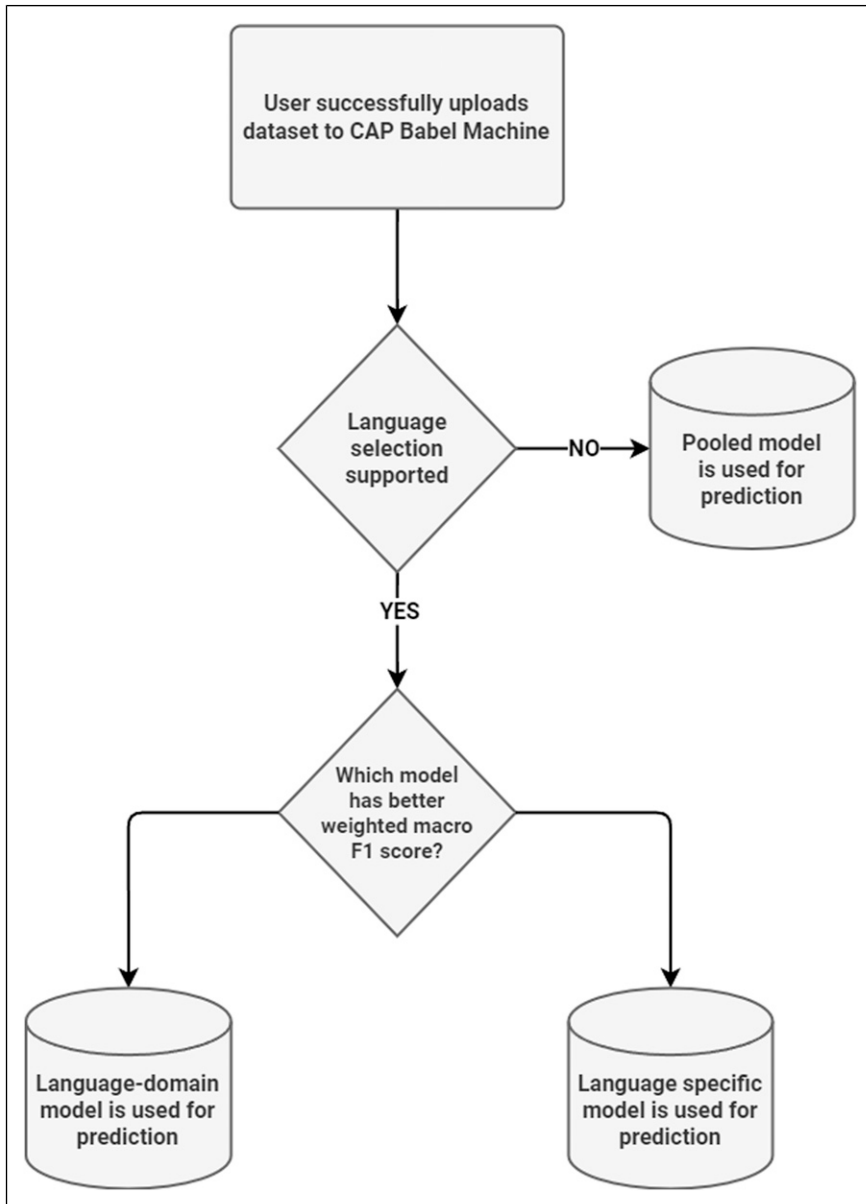 User successfully uploads
dataset to CAP Babel Machine
Language
selection
supported
NO
Pooled model
is used for
prediction
YES
Which model
has better
weighted macro
F1 score?
Language-domain
model is used for
prediction
Language specific
model is used for
prediction